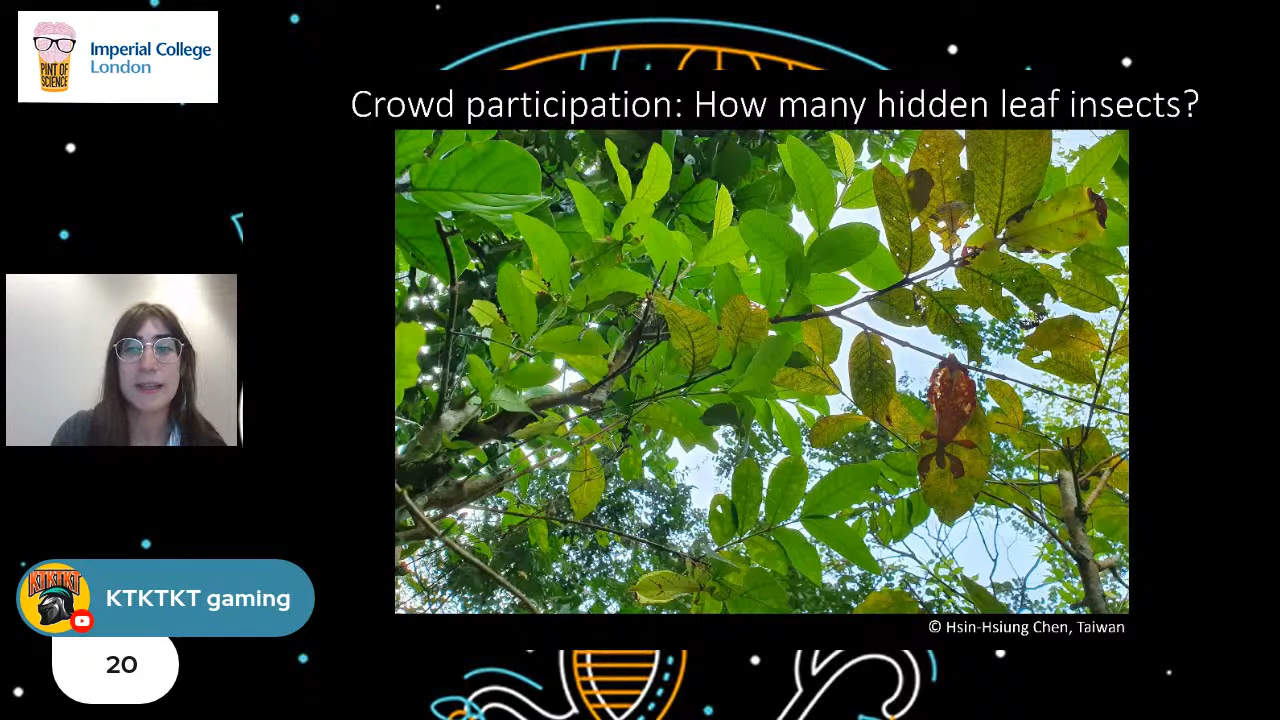 PINT OF
SCIENCE
Imperial College
London
Crowd participation: How many hidden leaf insects?
© Hsin-Hsiung Chen, Taiwan
KTKTKT
KTKTKT gaming
20